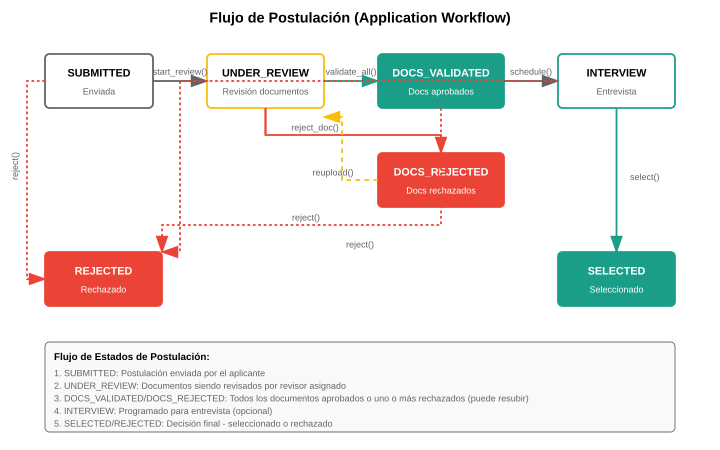 Flujo de Postulación (Application Workflow)
SUBMITTED
Enviada
start_review()
UNDER_REVIEW
Revisión documentos
validate_all()
DOCS_VALIDATED
Docs aprobados
schedule()
INTERVIEW
Entrevista
reject_doc()
reject()
reupload()
DOCS_REJECTED
Docs rechazados
select()
reject()
reject()
REJECTED
Rechazado
SELECTED
Seleccionado
Flujo de Estados de Postulación:
1. SUBMITTED: Postulación enviada por el aplicante
2. UNDER_REVIEW: Documentos siendo revisados por revisor asignado
3. DOCS_VALIDATED/DOCS_REJECTED: Todos los documentos aprobados o uno o más rechazados (puede resubir)
4. INTERVIEW: Programado para entrevista (opcional)
5. SELECTED/REJECTED: Decisión final - seleccionado o rechazado